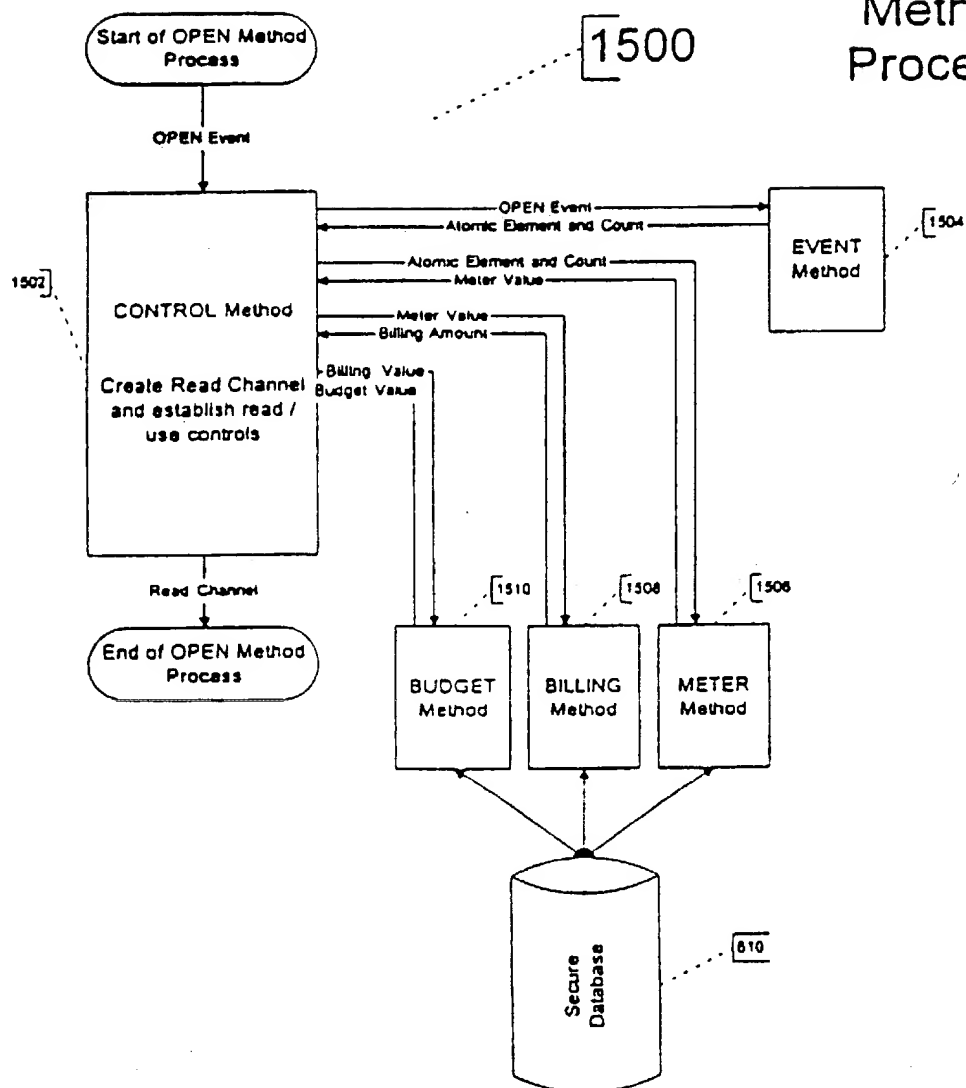 Start of OPEN Method
Process
1500
Meth
Proce
OPEN Event
OPEN Event
Atomic Element and Count
EVENT
Method
1504
1502
CONTROL Method
Create Read Channel
and establish read /
use controls
Atomic Element and Count
Meter Value
Meter Value
Billing Amount
Billing Value
Budget Value
Read Channel
End of OPEN Method
Process
1510
1508
1506
BUDGET
Method
BILLING
Method
METER
Method
Secure
Database
610